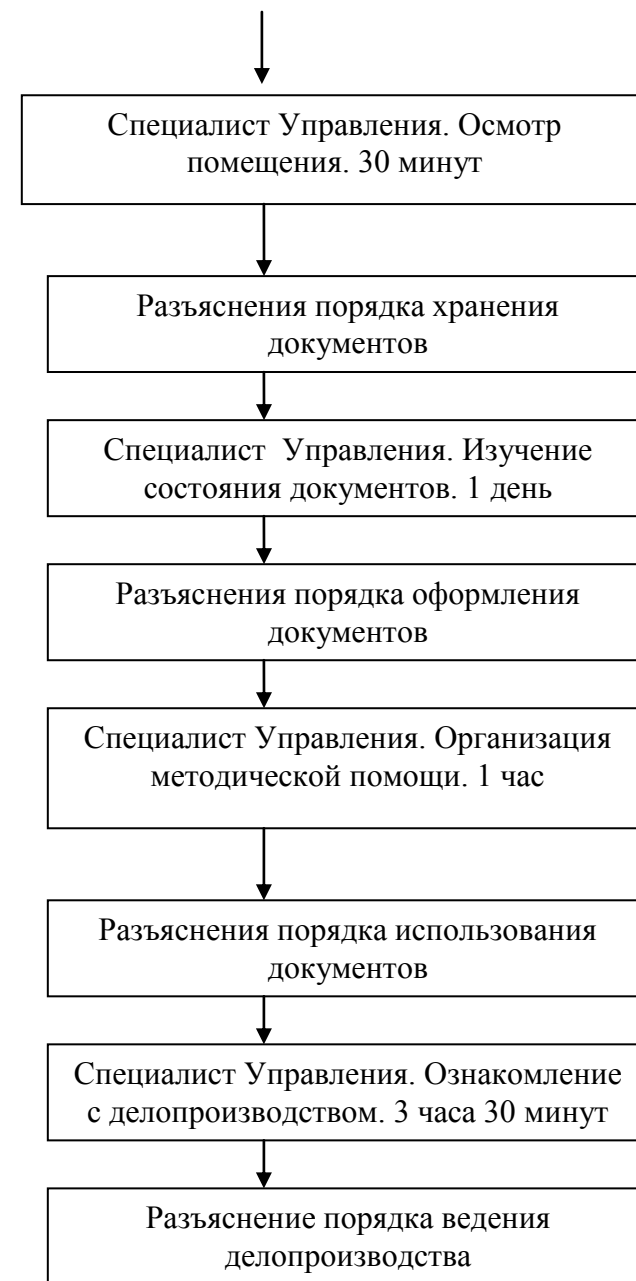 Специалист Управления. Осмотр
помещения. 30 минут
Разъяснения порядка хранения
документов
Специалист  Управления. Изучение
состояния документов. 1 день
Разъяснения порядка оформления
документов
Специалист Управления. Организация
методической помощи. 1 час
Разъяснения порядка использования
документов
Специалист Управления. Ознакомление
с делопроизводством. 3 часа 30 минут
Разъяснение порядка ведения
делопроизводства